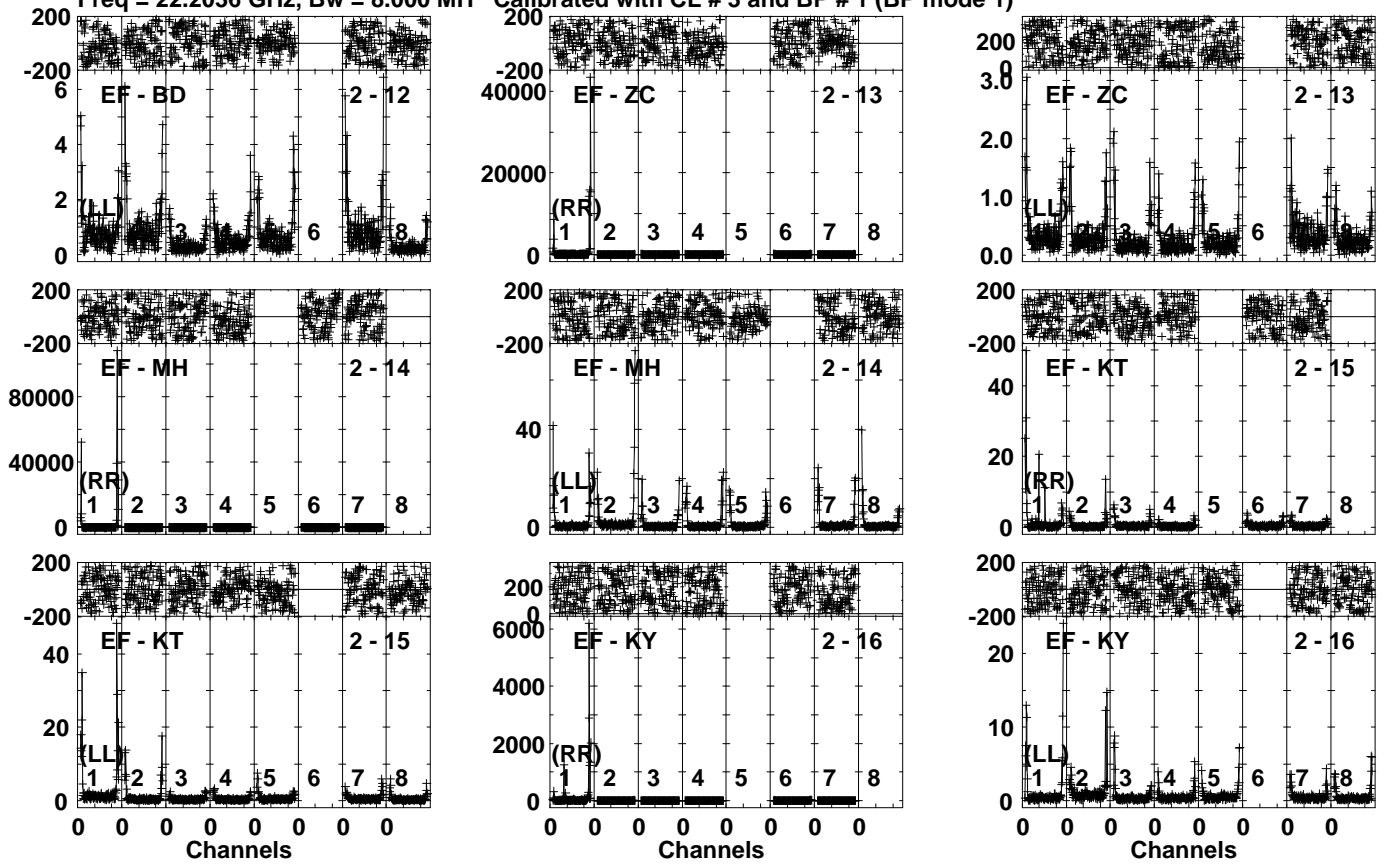 Freq = 22.2036 GHz, Bw = 8.000 MH Calibrated with CL # 3 and BP # 1 (BP mode 1)
200 200 200
-200 -200 0
6 EF - BD 2 - 12 40000 EF - ZC 2 - 13 3.0 EF - ZC 2 - 13
4 20000 2.0
2 1.0
(LL) (RR) (LL)
3 6 8 1 2 3 4 5 6 7 8 3 4 5 6 8
0 0 0.0
200 200 200
-200 -200 -200
EF - MH 2 - 14 EF - MH 2 - 14 EF - KT 2 - 15
80000 40 40
40000 20
(RR) (LL) (RR)
1 2 3 4 5 6 7 8 1 2 3 4 5 6 7 8 1 2 3 4 5 6 7 8
0 0 0
200 200 200
-200 0 -200
EF - KT 2 - 15 EF - KY 2 - 16 EF - KY 2 - 16
40 6000 20
20 4000 10
2000
(LL) (RR) (LL)
1 2 3 4 5 6 7 8 1 2 3 4 5 6 7 8 1 2 3 4 5 6 7 8
0 0 0
0 0 0 0 0 0 0 0 0 0 0 0 0 0 0 0 0 0 0 0 0 0 0 0
Channels Channels Channels